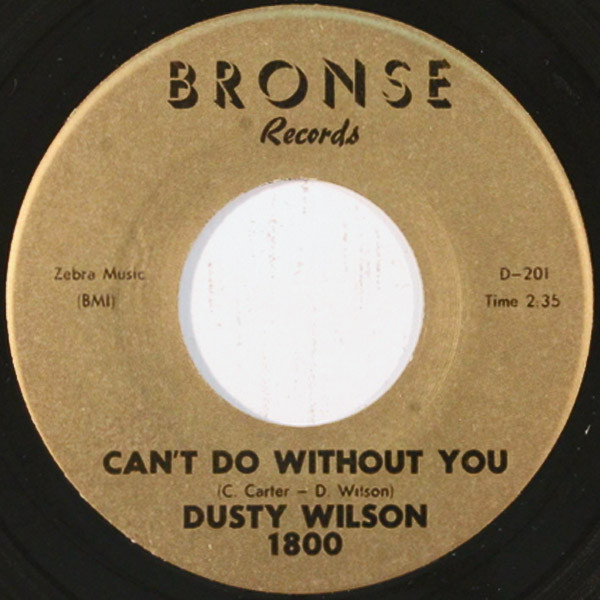 BRONSE
Records
Zebra Music
(BMI)
D-201
Time 2:35
CAN'T DO WITHOUT YOU
(C. Carter - D. Wilson)
DUSTY WILSON
1800